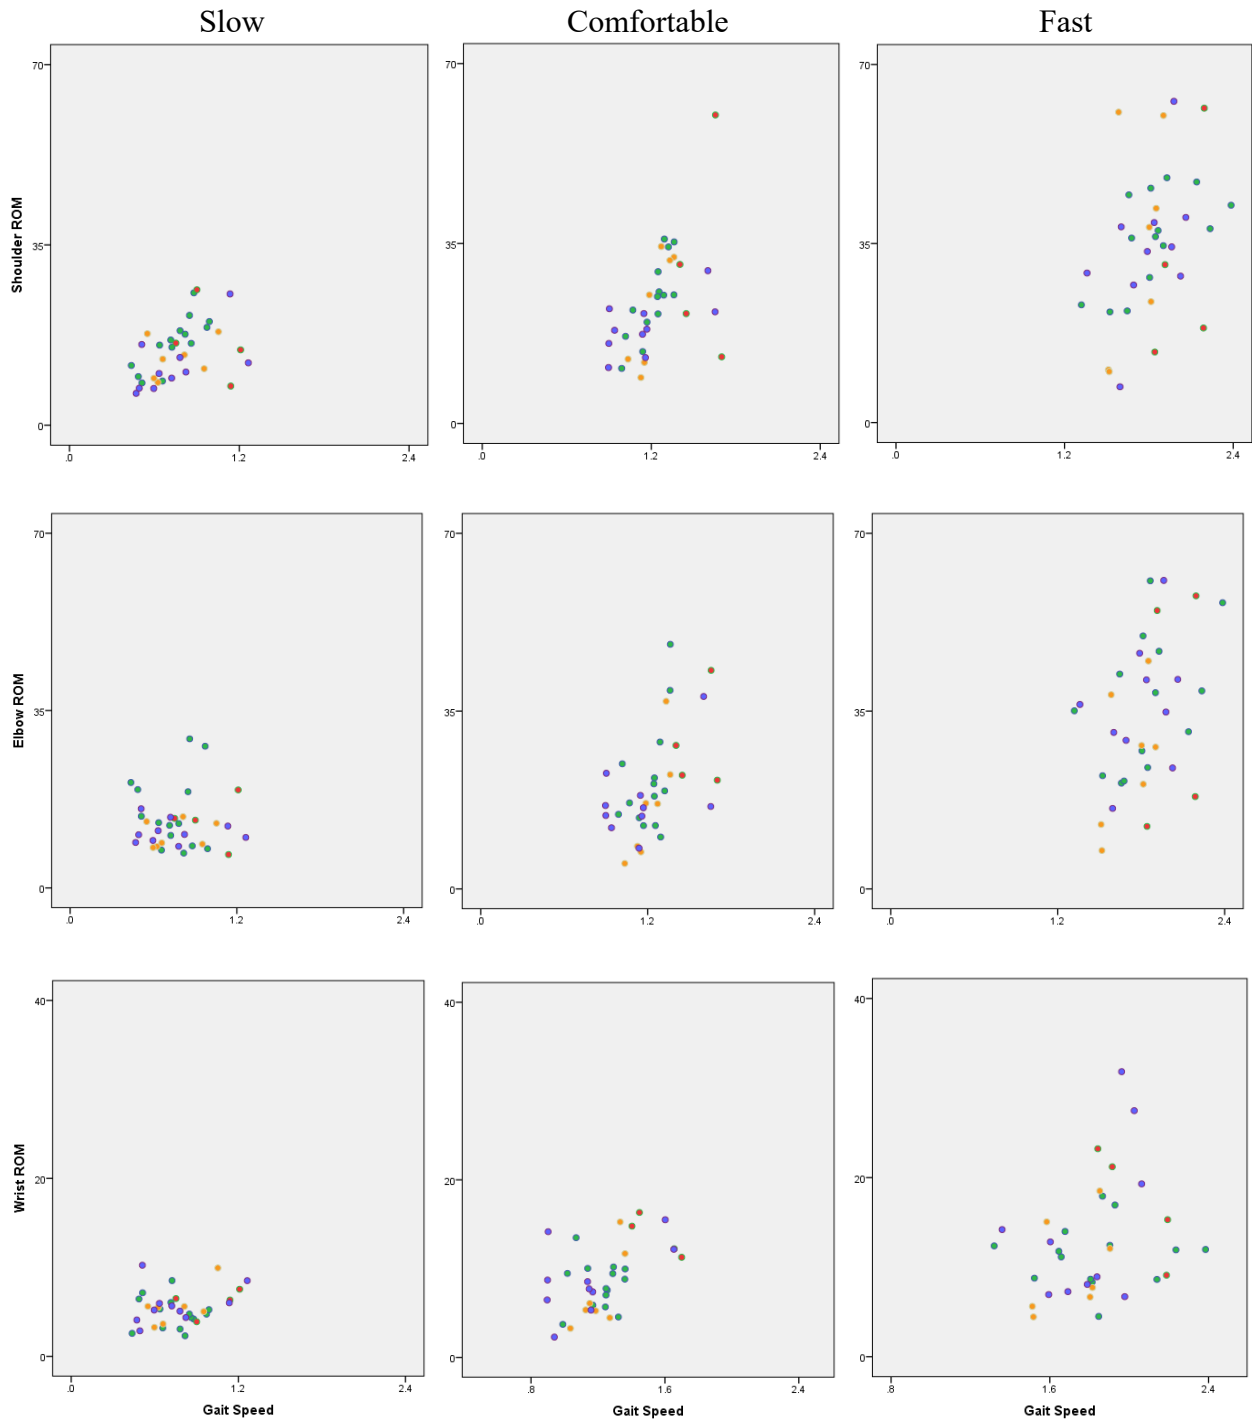 Slow Comfortable Fast
70 70 70
Shoulder ROM
35 35 35
0 0 0
.0 1.2 2.4 .0 1.2 2.4 .0 1.2 2.4
70 70 70
Elbow ROM
35 35 35
0 0 0
.0 1.2 2.4 .0 1.2 2.4 .0 1.2 2.4
40 40 40
Wrist ROM
20 20 20
0 0 0
.0 1.2 2.4 .8 1.6 2.4 .8 1.6 2.4
Gait Speed Gait Speed Gait Speed